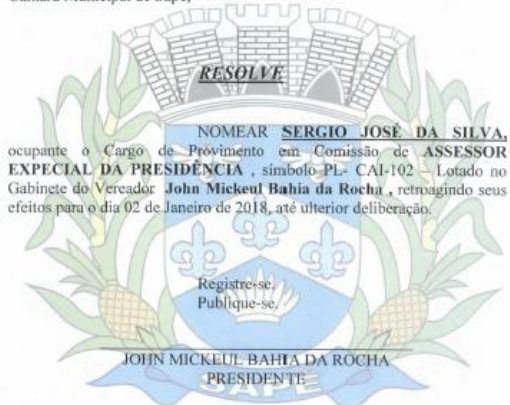 Câmara Municipal de Sapé,
RESOLVE
NOMEAR SERGIO JOSÉ DA SILVA,
ocupante o Cargo de Provimento em Comissão de ASSESSOR
EXPECIAL DA PRESIDÊNCIA , símbolo PL- CAI-102 Lotado no
Gabinete do Vereador John Mickeul Bahia da Rocha , retroagindo seus
efeitos para o dia 02 de Janeiro de 2018, até ulterior deliberação.
Registre-se.
Publique-se.
JOHN MICKEUL BAHIA DA ROCHA
PRESIDENTE
SAPÉ